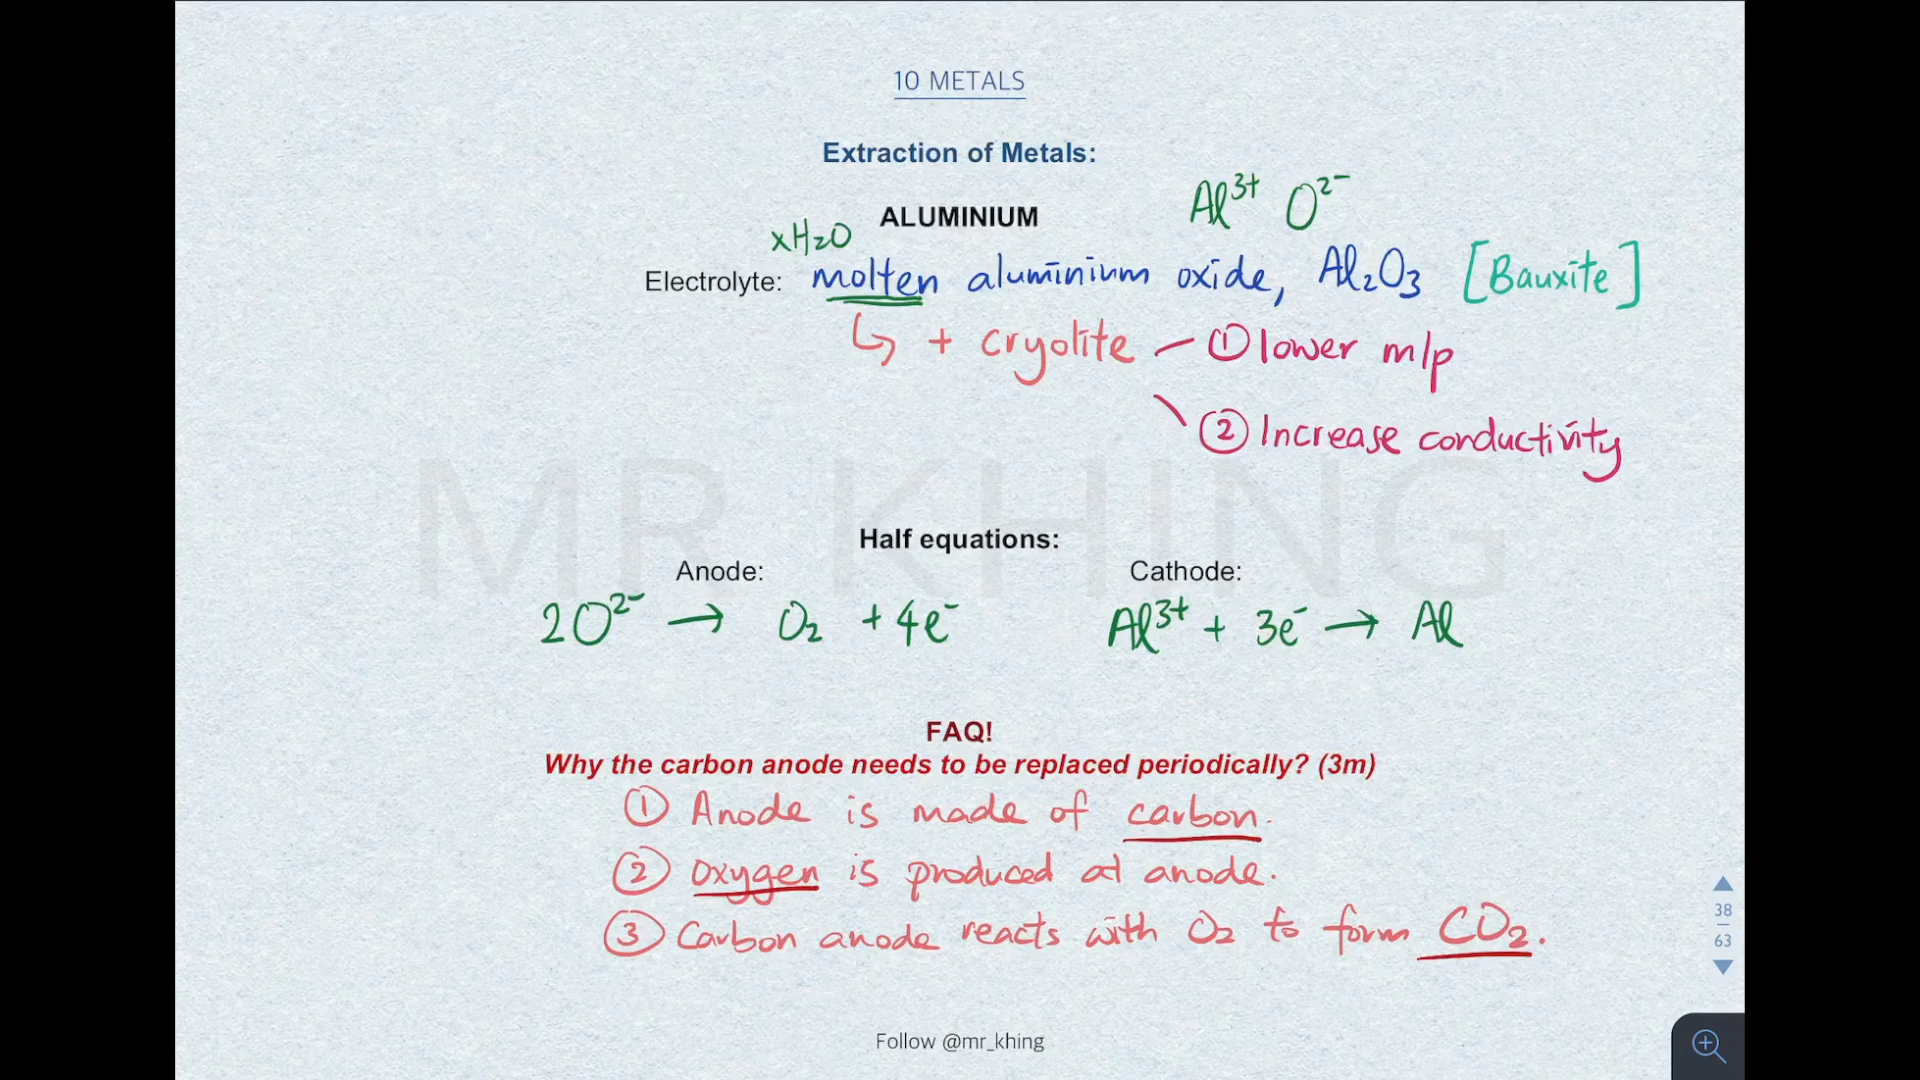 10 METALS
Extraction of Metals:
Al³⁺ O²⁻
ALUMINIUM
xH₂O
Electrolyte: molten aluminium oxide, Al₂O₃ [Bauxite]
↳ + cryolite — ① lower m/p
② Increase conductivity
MR KHING
Half equations:
Anode: Cathode:
2O²⁻ → O₂ + 4e⁻ Al³⁺ + 3e⁻ → Al
FAQ!
Why the carbon anode needs to be replaced periodically? (3m)
① Anode is made of carbon.
② Oxygen is produced at anode.
③ Carbon anode reacts with O₂ to form CO₂.
38
63
Follow @mr_khing